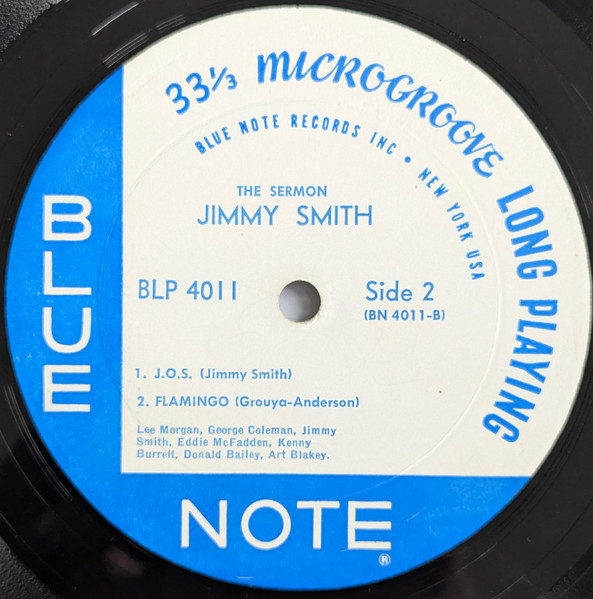 33⅓ MICROGROOVE LONG PLAYING
BLUE NOTE RECORDS INC • NEW YORK USA
THE SERMON
JIMMY SMITH
BLP 4011
Side 2
(BN 4011-B)
1. J.O.S. (Jimmy Smith)
2. FLAMINGO (Grouya-Anderson)
Lee Morgan, George Coleman, Jimmy
Smith, Eddie McFadden, Kenny
Burrell, Donald Bailey, Art Blakey.
BLUE
NOTE
®